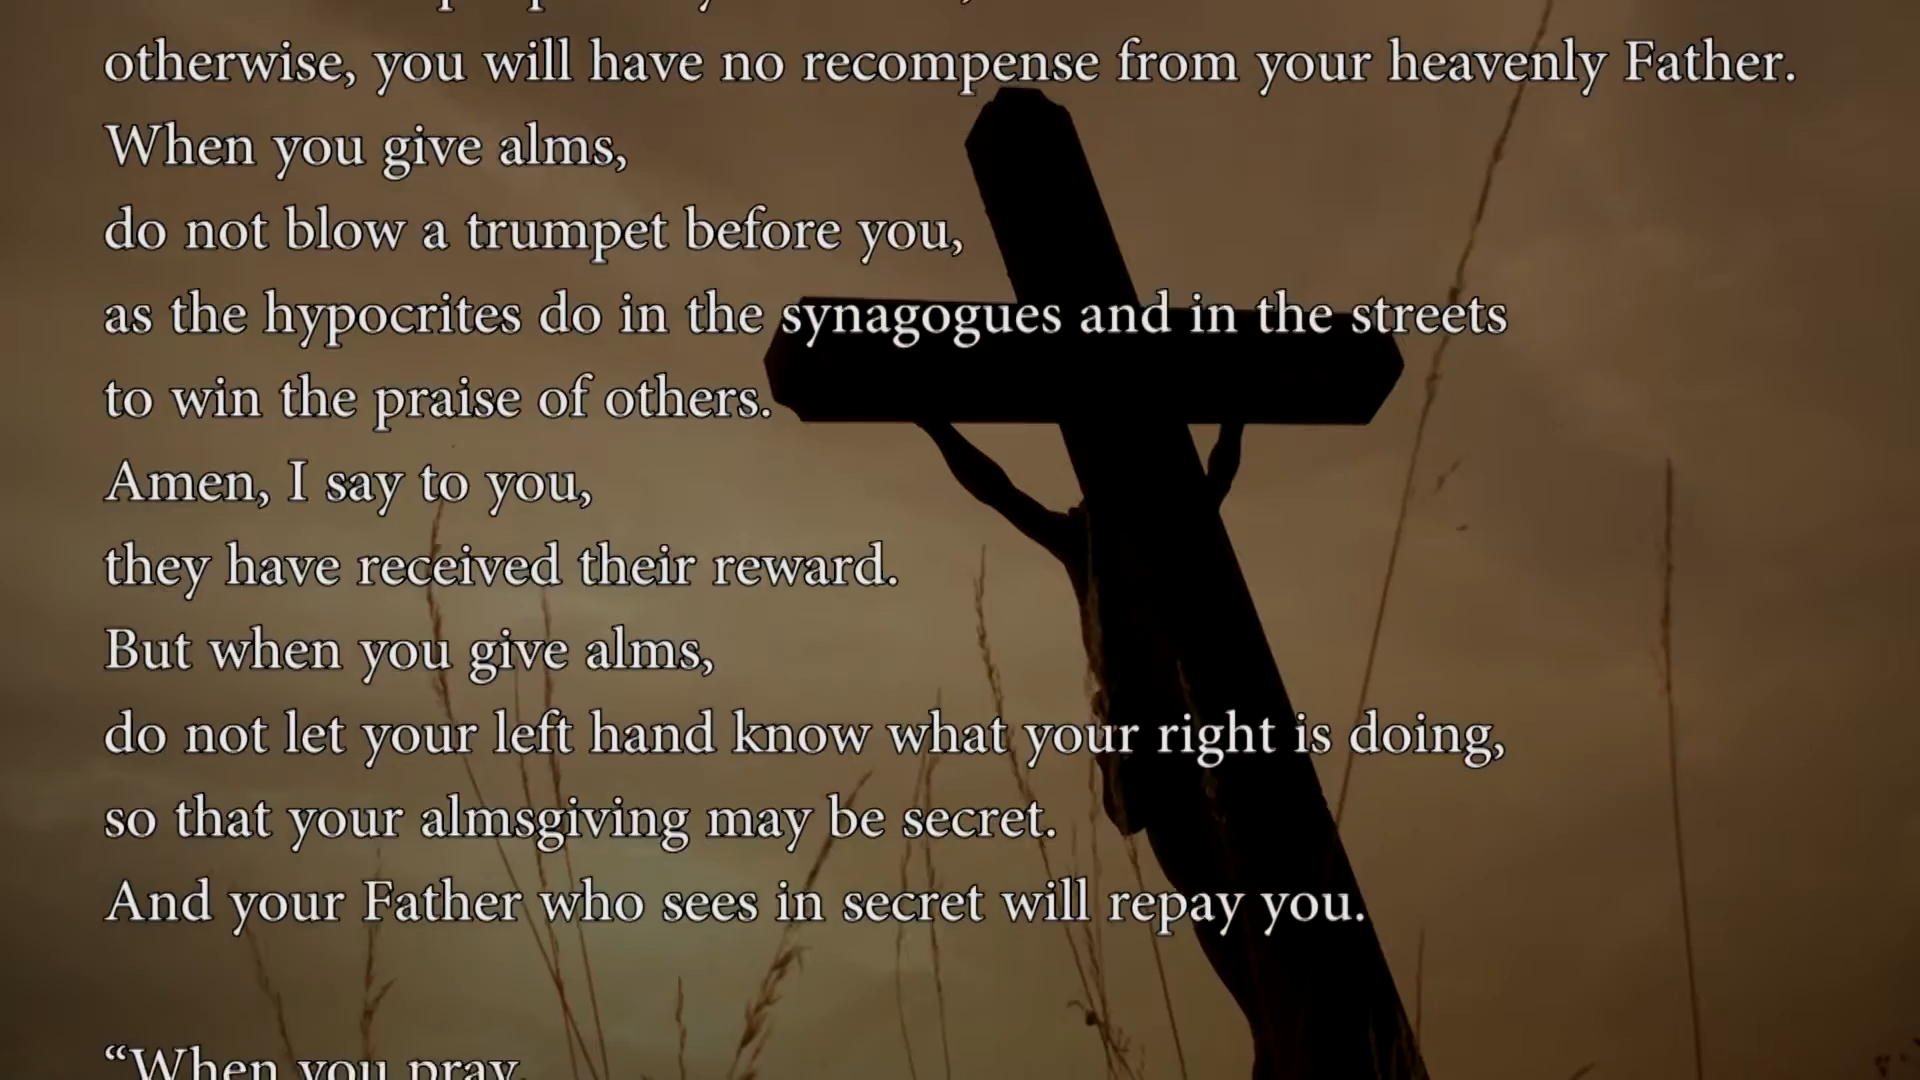 otherwise, you will have no recompense from your heavenly Father.
When you give alms,
do not blow a trumpet before you,
as the hypocrites do in the synagogues and in the streets
to win the praise of others.
Amen, I say to you,
they have received their reward.
But when you give alms,
do not let your left hand know what your right is doing,
so that your almsgiving may be secret.
And your Father who sees in secret will repay you.
“When you pray,